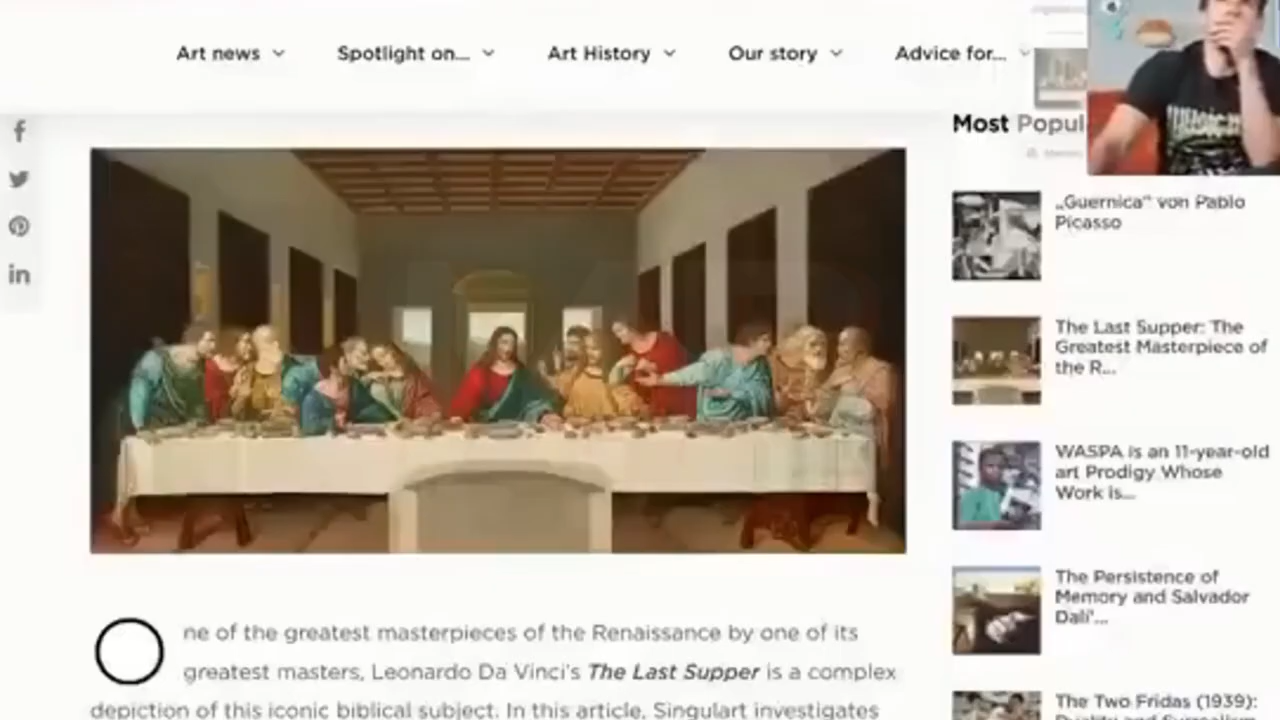 Art news
Spotlight on...
Art History
Our story
Advice for...
Most Popul
„Guernica“ von Pablo
Picasso
The Last Supper: The
Greatest Masterpiece of
the R...
WASPA is an 11-year-old
art Prodigy Whose
Work is...
The Persistence of
Memory and Salvador
Dali'...
The Two Fridas (1939):
One of the greatest masterpieces of the Renaissance by one of its
greatest masters, Leonardo Da Vinci's The Last Supper is a complex
depiction of this iconic biblical subject. In this article, Singulart investigates